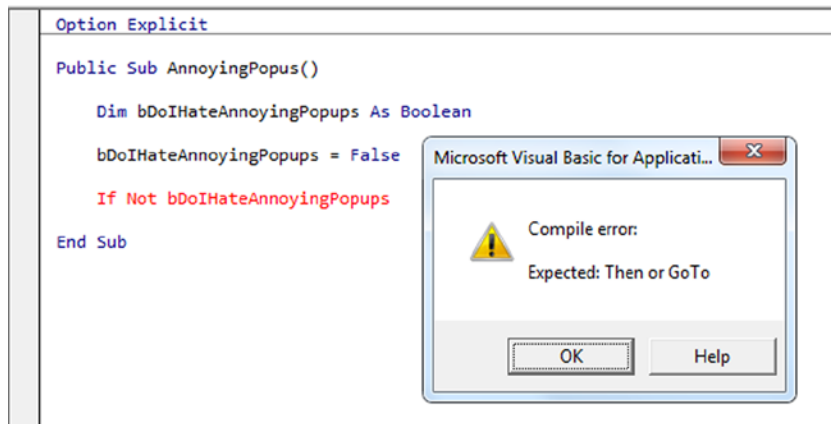 Option Explicit
Public Sub AnnoyingPopus()
Dim bDoIHateAnnoyingPopups As Boolean
bDoIHateAnnoyingPopups = False
If Not bDoIHateAnnoyingPopups
End Sub
Microsoft Visual Basic for Applicati...
Compile error:
Expected: Then or GoTo
OK
Help